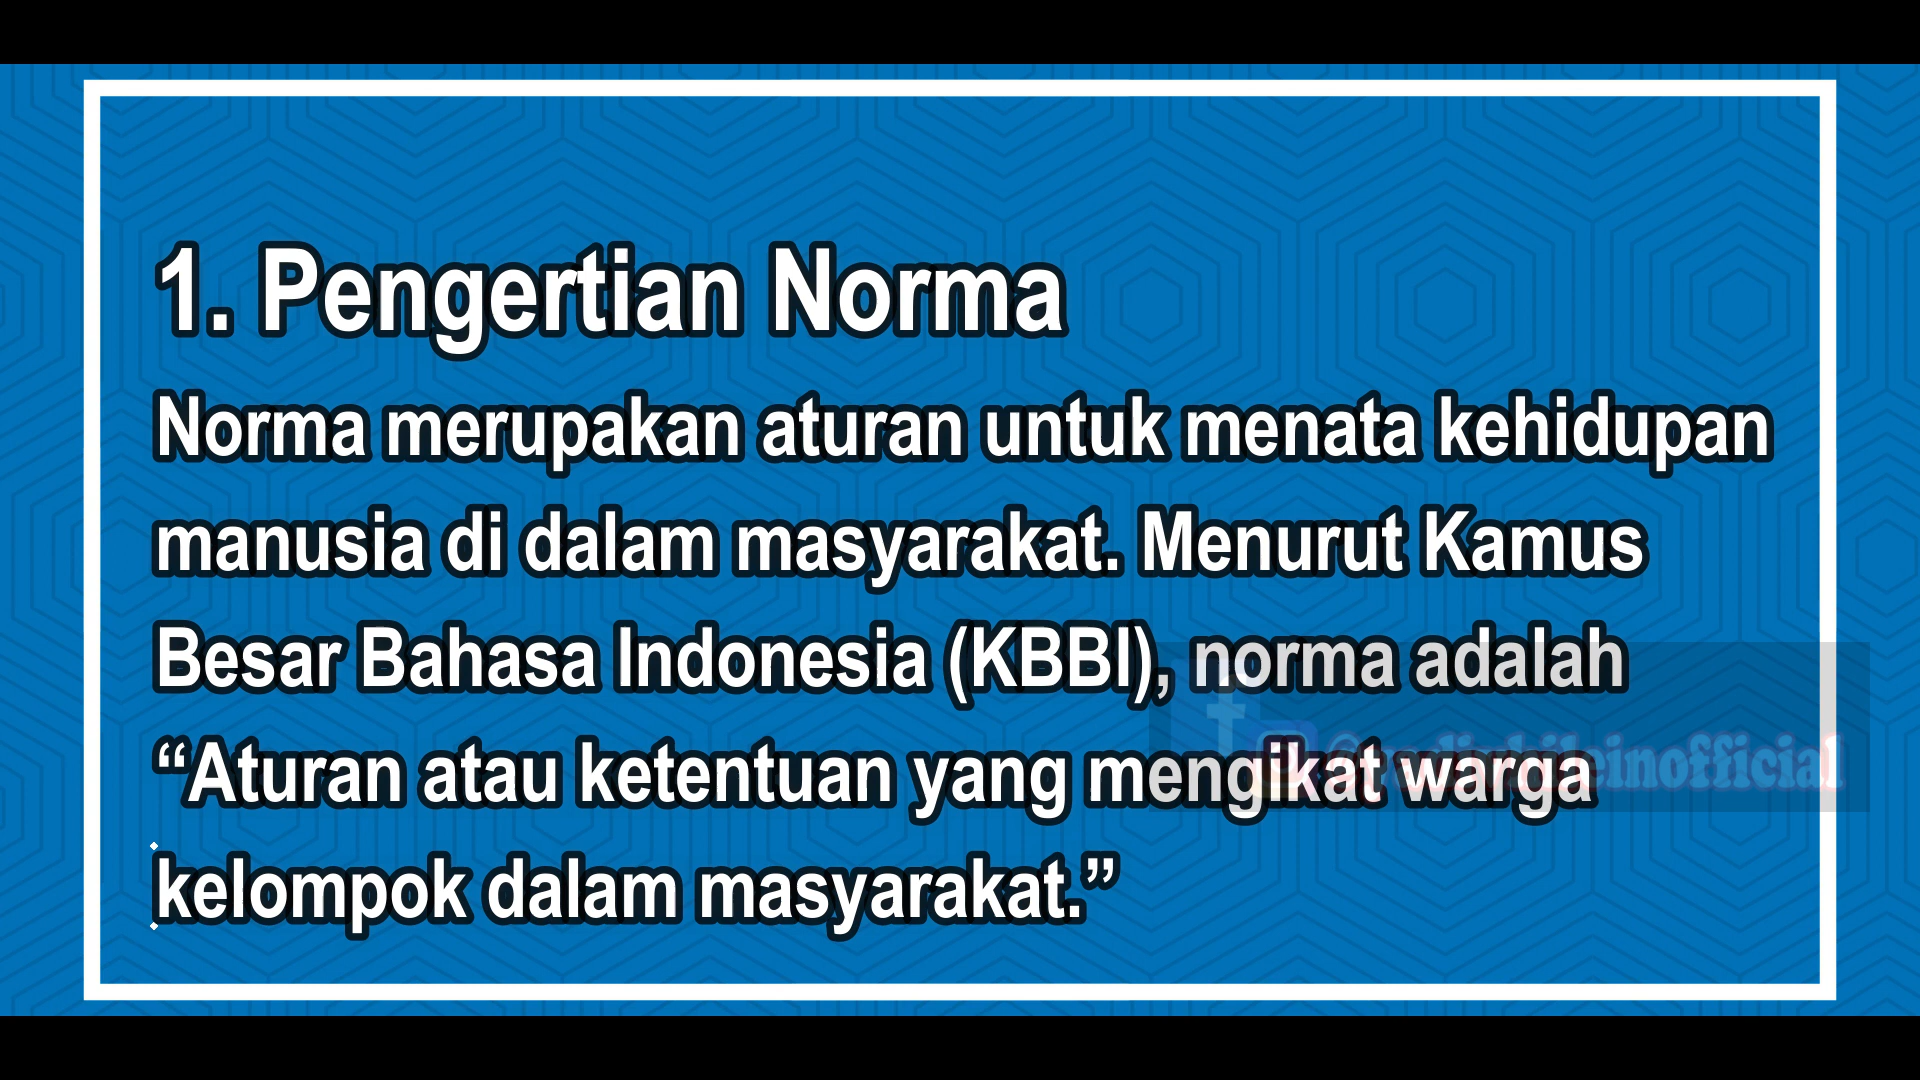 1. Pengertian Norma
Norma merupakan aturan untuk menata kehidupan
manusia di dalam masyarakat. Menurut Kamus
Besar Bahasa Indonesia (KBBI), norma adalah
“Aturan atau ketentuan yang mengikat warga
kelompok dalam masyarakat.”